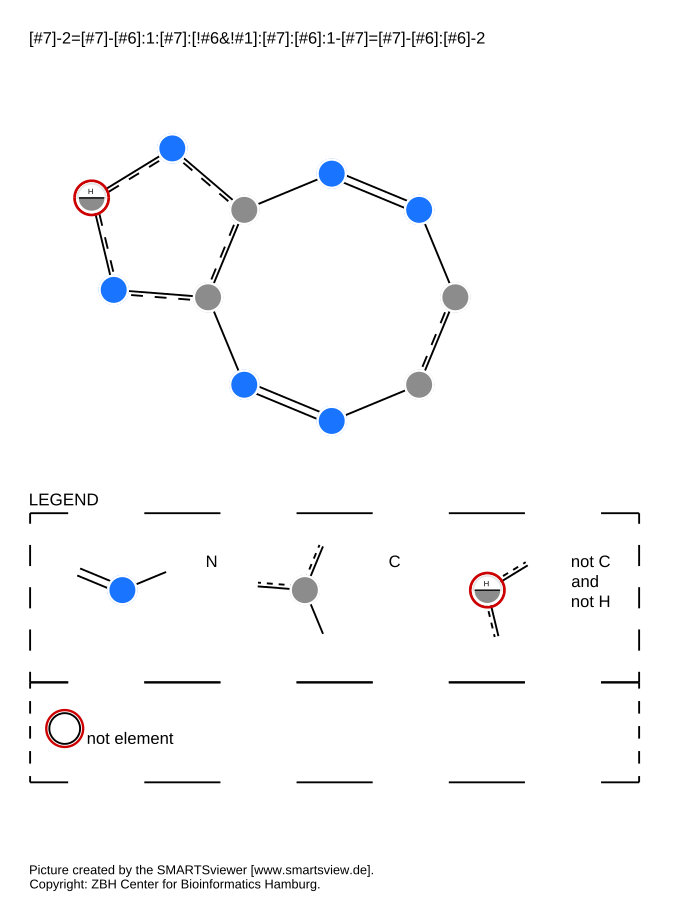 [#7]-2=[#7]-[#6]:1:[#7]:[!#6&!#1]:[#7]:[#6]:1-[#7]=[#7]-[#6]:[#6]-2
H
LEGEND
N
C
H
not C
and
not H
not element
Picture created by the SMARTSviewer [www.smartsview.de].
Copyright: ZBH Center for Bioinformatics Hamburg.